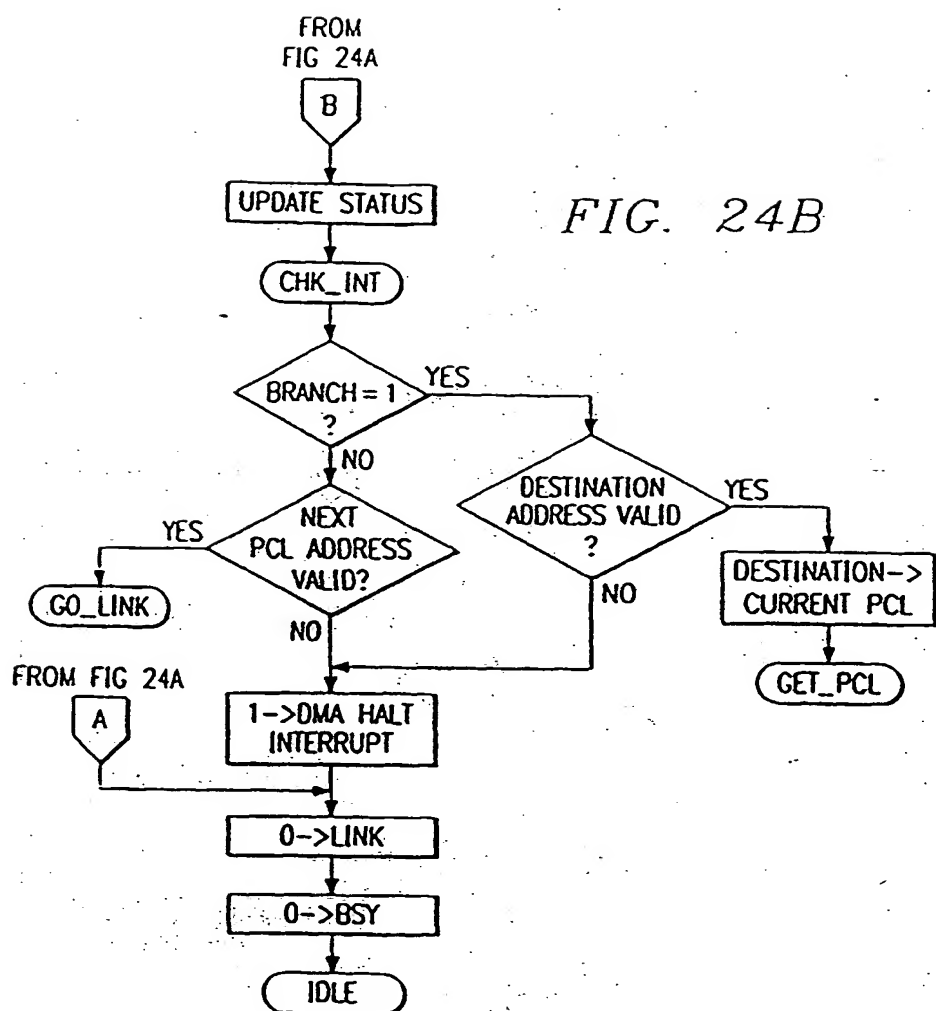 FROM
FIG 24A
B
UPDATE STATUS
FIG. 24B
CHK_INT
BRANCH = 1
?
YES
NO
DESTINATION
ADDRESS VALID
?
YES
NO
NEXT
PCL ADDRESS
VALID?
YES
NO
GO_LINK
DESTINATION->
CURRENT PCL
GET_PCL
FROM FIG 24A
A
1->DMA HALT
INTERRUPT
0->LINK
0->BSY
IDLE